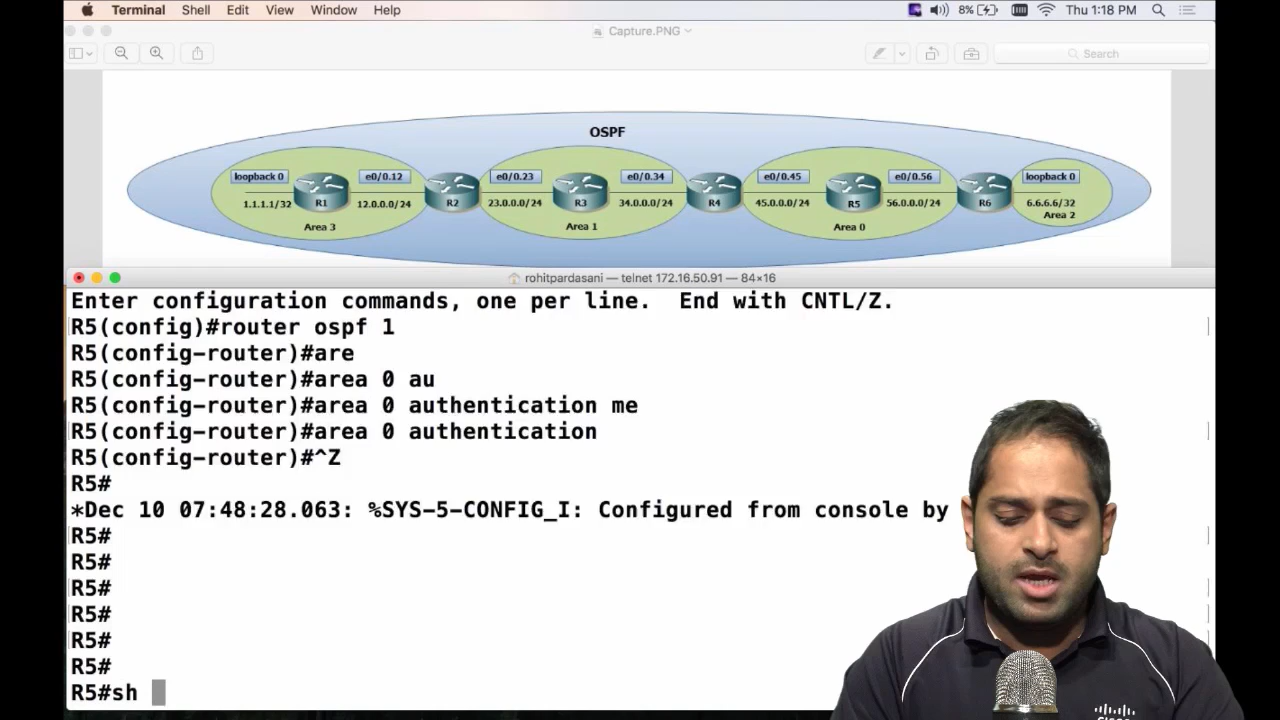 Terminal Shell Edit View Window Help 8% Thu 1:18 PM
Capture.PNG
Search
OSPF
loopback 0 e0/0.12 e0/0.23 e0/0.34 e0/0.45 e0/0.56 loopback 0
R1 R2 R3 R4 R5 R6
1.1.1.1/32 12.0.0.0/24 23.0.0.0/24 34.0.0.0/24 45.0.0.0/24 56.0.0.0/24 6.6.6.6/32
Area 3 Area 1 Area 0 Area 2
rohitpardasani — telnet 172.16.50.91 — 84×16
Enter configuration commands, one per line. End with CNTL/Z.
R5(config)#router ospf 1
R5(config-router)#are
R5(config-router)#area 0 au
R5(config-router)#area 0 authentication me
R5(config-router)#area 0 authentication
R5(config-router)#^Z
R5#
*Dec 10 07:48:28.063: %SYS-5-CONFIG_I: Configured from console by
R5#
R5#
R5#
R5#
R5#
R5#
R5#sh